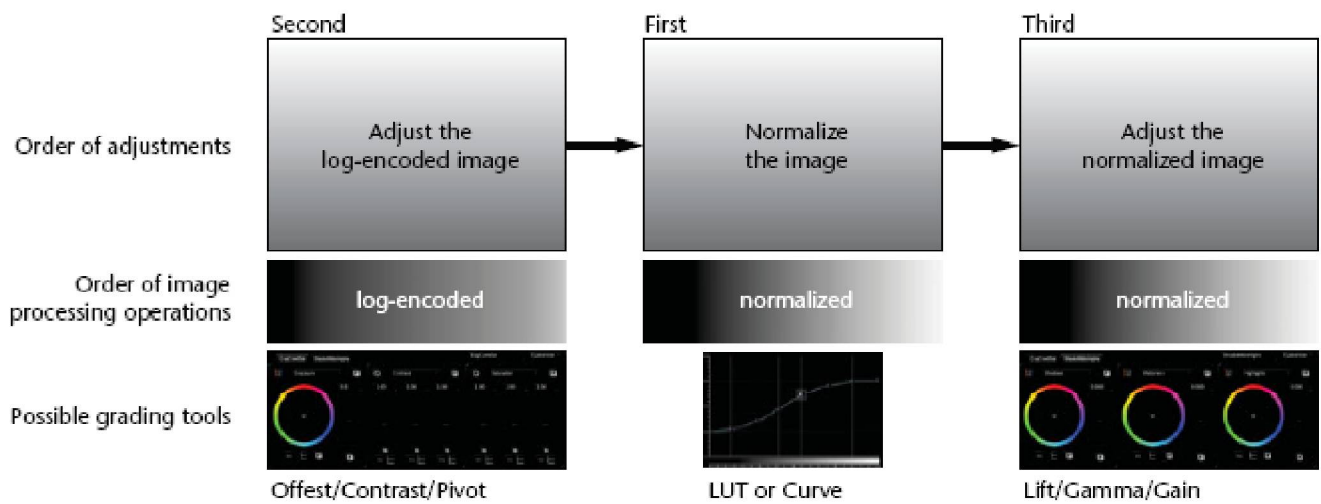 Second
First
Third
Order of adjustments
Adjust the
log-encoded image
Normalize
the image
Adjust the
normalized image
Order of image
processing operations
log-encoded
normalized
normalized
Possible grading tools
Offest/Contrast/Pivot
LUT or Curve
Lift/Gamma/Gain